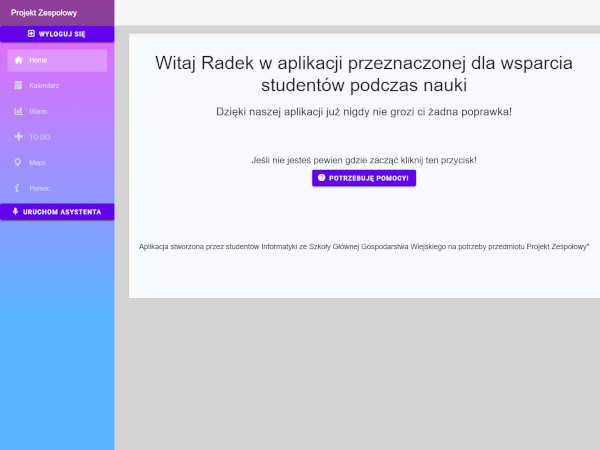 Projekt Zespołowy
WYLOGUJ SIĘ
Home
Kalendarz
Bilans
TO DO
Maps
Pomoc
URUCHOM ASYSTENTA
Witaj Radek w aplikacji przeznaczonej dla wsparcia
studentów podczas nauki
Dzięki naszej aplikacji już nigdy nie grozi ci żadna poprawka!
Jeśli nie jesteś pewien gdzie zacząć kliknij ten przycisk!
POTRZEBUJĘ POMOCY!
Aplikacja stworzona przez studentów Informatyki ze Szkoły Głównej Gospodarstwa Wiejskiego na potrzeby przedmiotu Projekt Zespołowy"